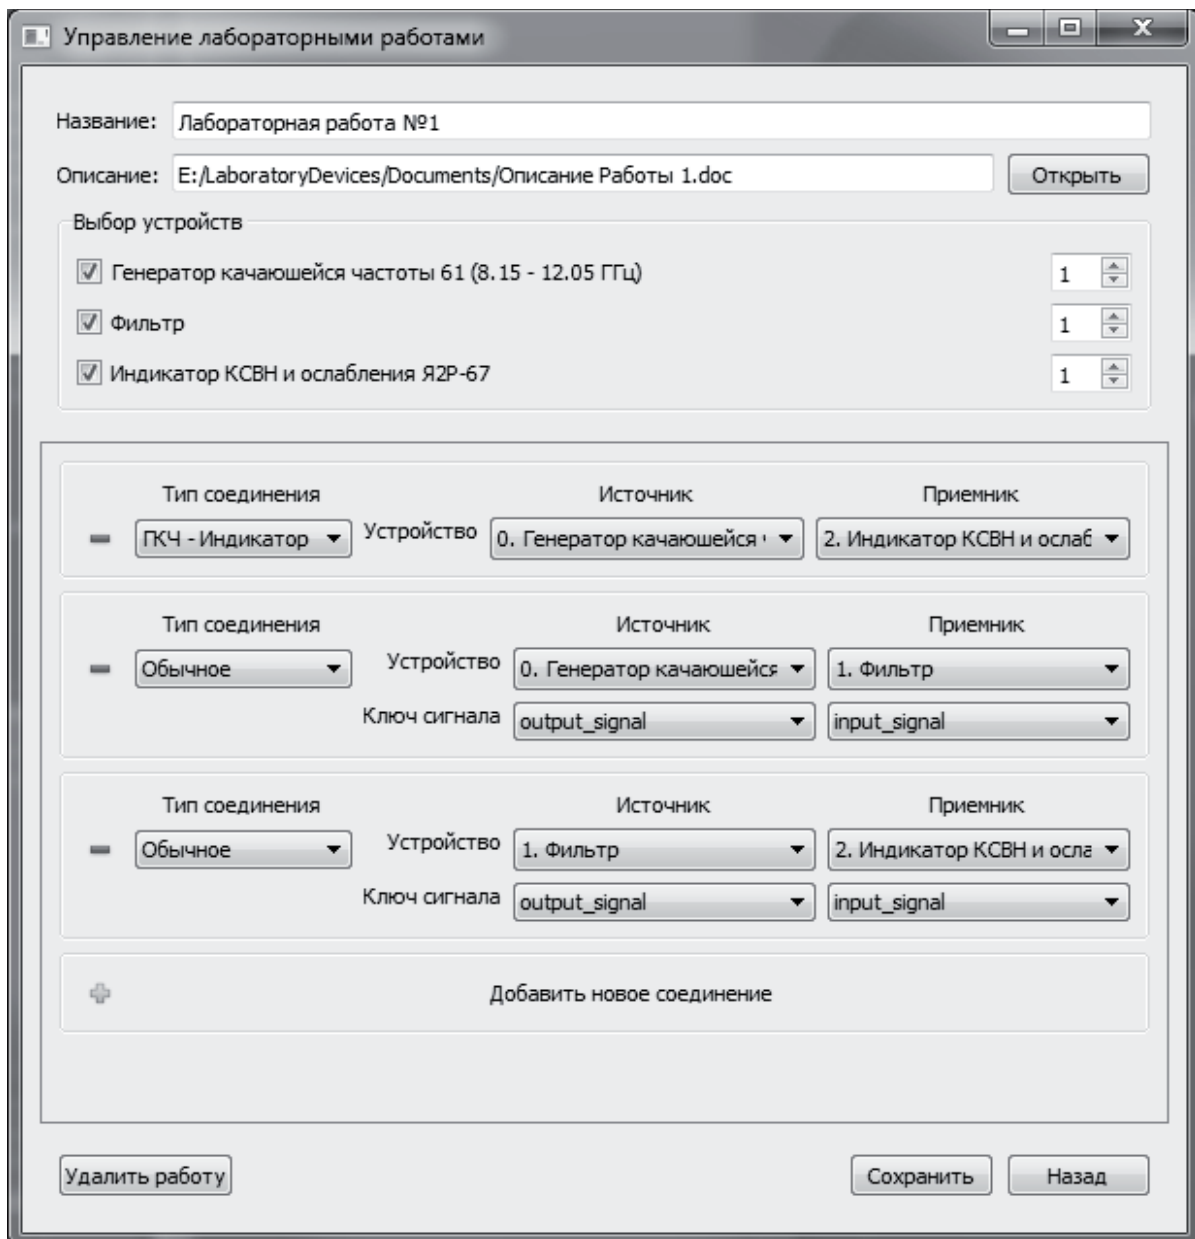 Управление лабораторными работами
Название: Лабораторная работа №1
Описание: E:/LaboratoryDevices/Documents/Описание Работы 1.doc Открыть
Выбор устройств
Генератор качаюшейся частоты 61 (8.15 - 12.05 ГГц) 1
Фильтр 1
Индикатор КСВН и ослабления Я2Р-67 1
Тип соединения Источник Приемник
ГКЧ - Индикатор Устройство 0. Генератор качаюшейся 2. Индикатор КСВН и ослаб
Тип соединения Источник Приемник
Обычное Устройство 0. Генератор качаюшейся 1. Фильтр
Ключ сигнала output_signal input_signal
Тип соединения Источник Приемник
Обычное Устройство 1. Фильтр 2. Индикатор КСВН и осла
Ключ сигнала output_signal input_signal
Добавить новое соединение
Удалить работу Сохранить Назад